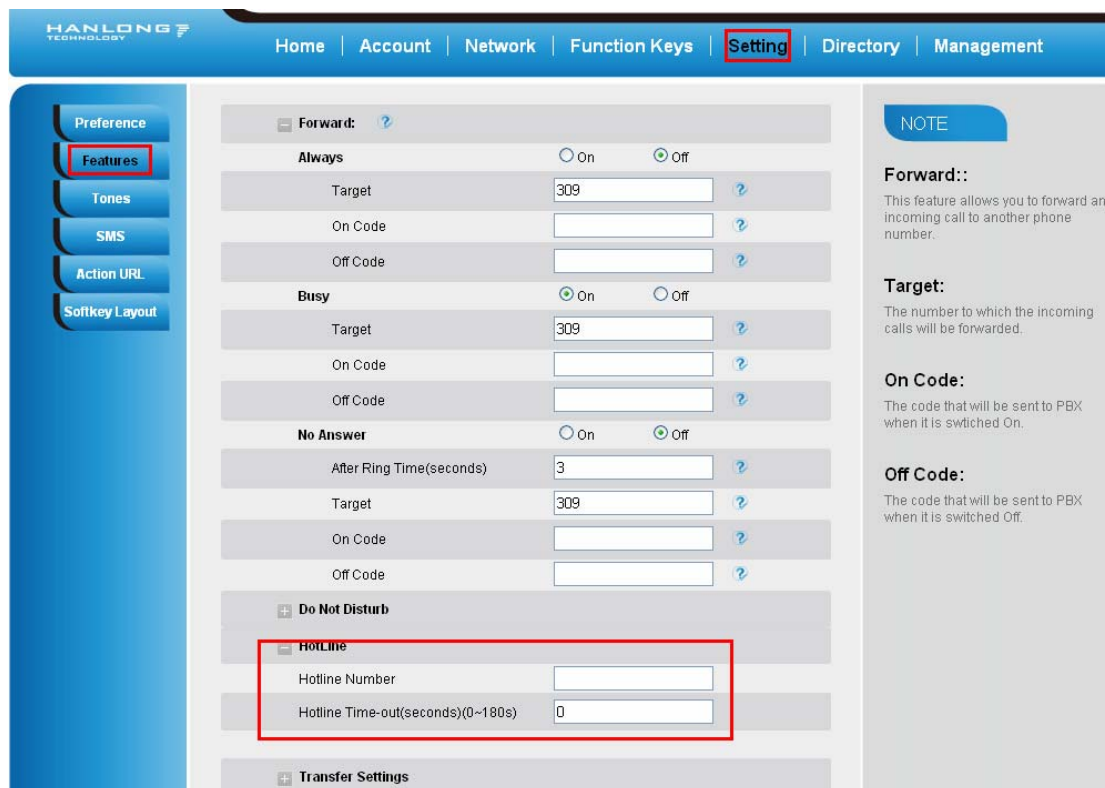 HANLONG
TECHNOLOGY
Home | Account | Network | Function Keys | Setting | Directory | Management
Preference
Features
Tones
SMS
Action URL
Softkey Layout
Forward:
Always On Off
Target 309
On Code
Off Code
Busy On Off
Target 309
On Code
Off Code
No Answer On Off
After Ring Time(seconds) 3
Target 309
On Code
Off Code
Do Not Disturb
HotLine
Hotline Number
Hotline Time-out(seconds)(0~180s) 0
Transfer Settings
NOTE
Forward::
This feature allows you to forward an
incoming call to another phone
number.
Target:
The number to which the incoming
calls will be forwarded.
On Code:
The code that will be sent to PBX
when it is swtiched On.
Off Code:
The code that will be sent to PBX
when it is switched Off.